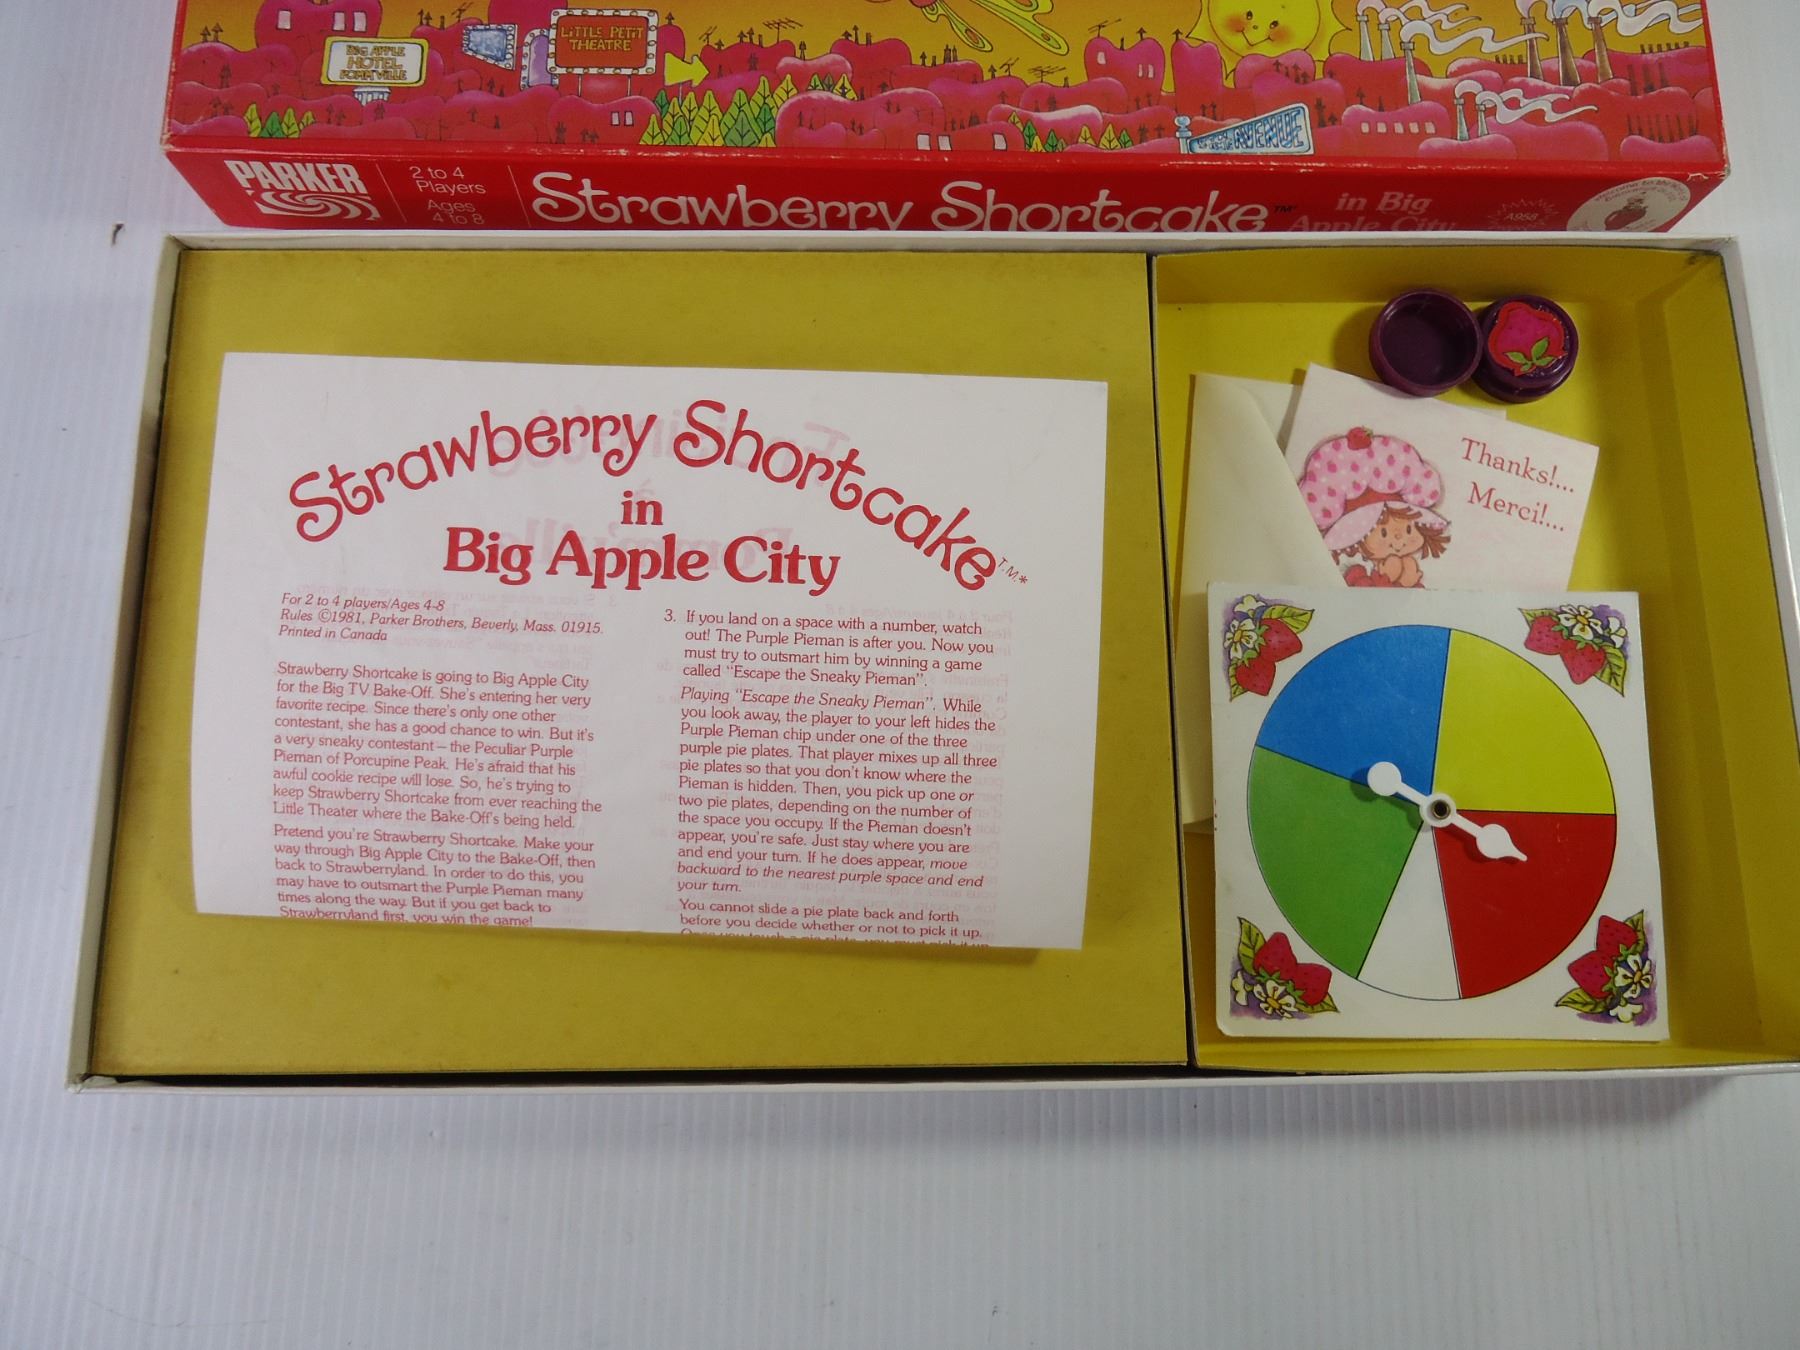 BIG APPLE
HOTEL
POMM'VILLE
LITTLE PETIT
THEATRE
AVENUE
PARKER
2 to 4
Players
Ages
4 to 8
Strawberry Shortcake™
in Big
Apple City
A958
Strawberry Shortcake T.M.*
in
Big Apple City
For 2 to 4 players/Ages 4-8
Rules ©1981, Parker Brothers, Beverly, Mass. 01915.
Printed in Canada
Strawberry Shortcake is going to Big Apple City
for the Big TV Bake-Off. She's entering her very
favorite recipe. Since there's only one other
contestant, she has a good chance to win. But it's
a very sneaky contestant – the Peculiar Purple
Pieman of Porcupine Peak. He's afraid that his
awful cookie recipe will lose. So, he's trying to
keep Strawberry Shortcake from ever reaching the
Little Theater where the Bake-Off's being held.
Pretend you're Strawberry Shortcake. Make your
way through Big Apple City to the Bake-Off, then
back to Strawberryland. In order to do this, you
may have to outsmart the Purple Pieman many
times along the way. But if you get back to
Strawberryland first, you win the game!
3. If you land on a space with a number, watch
out! The Purple Pieman is after you. Now you
must try to outsmart him by winning a game
called "Escape the Sneaky Pieman".
Playing "Escape the Sneaky Pieman". While
you look away, the player to your left hides the
Purple Pieman chip under one of the three
purple pie plates. That player mixes up all three
pie plates so that you don't know where the
Pieman is hidden. Then, you pick up one or
two pie plates, depending on the number of
the space you occupy. If the Pieman doesn't
appear, you're safe. Just stay where you are
and end your turn. If he does appear, move
backward to the nearest purple space and end
your turn.
You cannot slide a pie plate back and forth
before you decide whether or not to pick it up.
Once you touch a pie plate, you must pick it up
Thanks!...
Merci!...